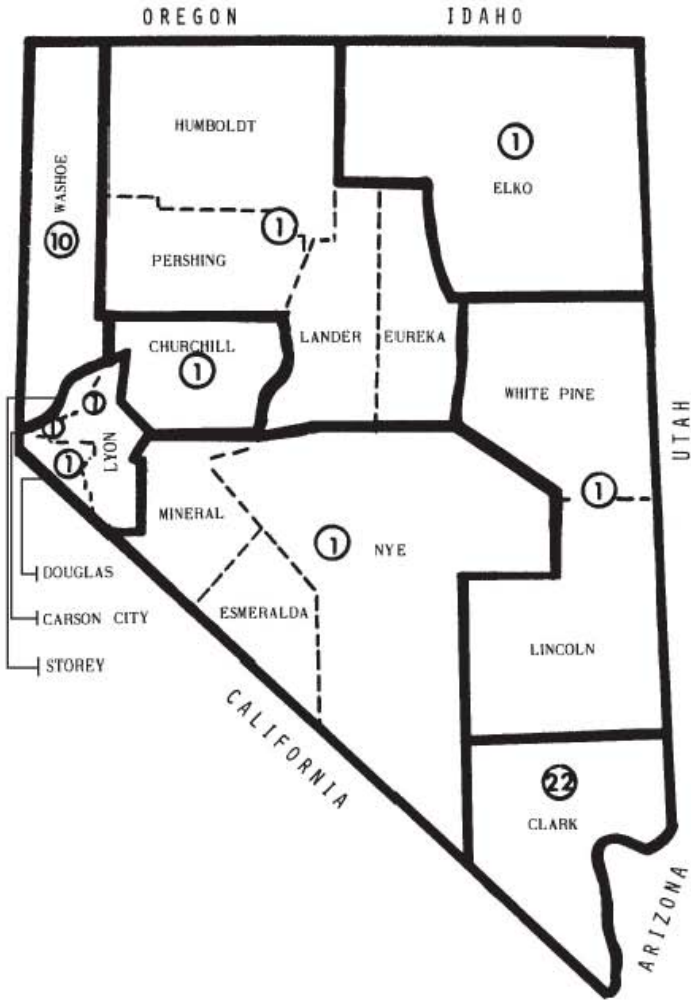 OREGON
IDAHO
HUMBOLDT
1
ELKO
WASHOE
10
1
PERSHING
CHURCHILL
1
LANDER
EUREKA
WHITE PINE
UTAH
1
1
LYON
1
1
MINERAL
1
NYE
DOUGLAS
ESMERALDA
CARSON CITY
LINCOLN
STOREY
CALIFORNIA
22
CLARK
ARIZONA